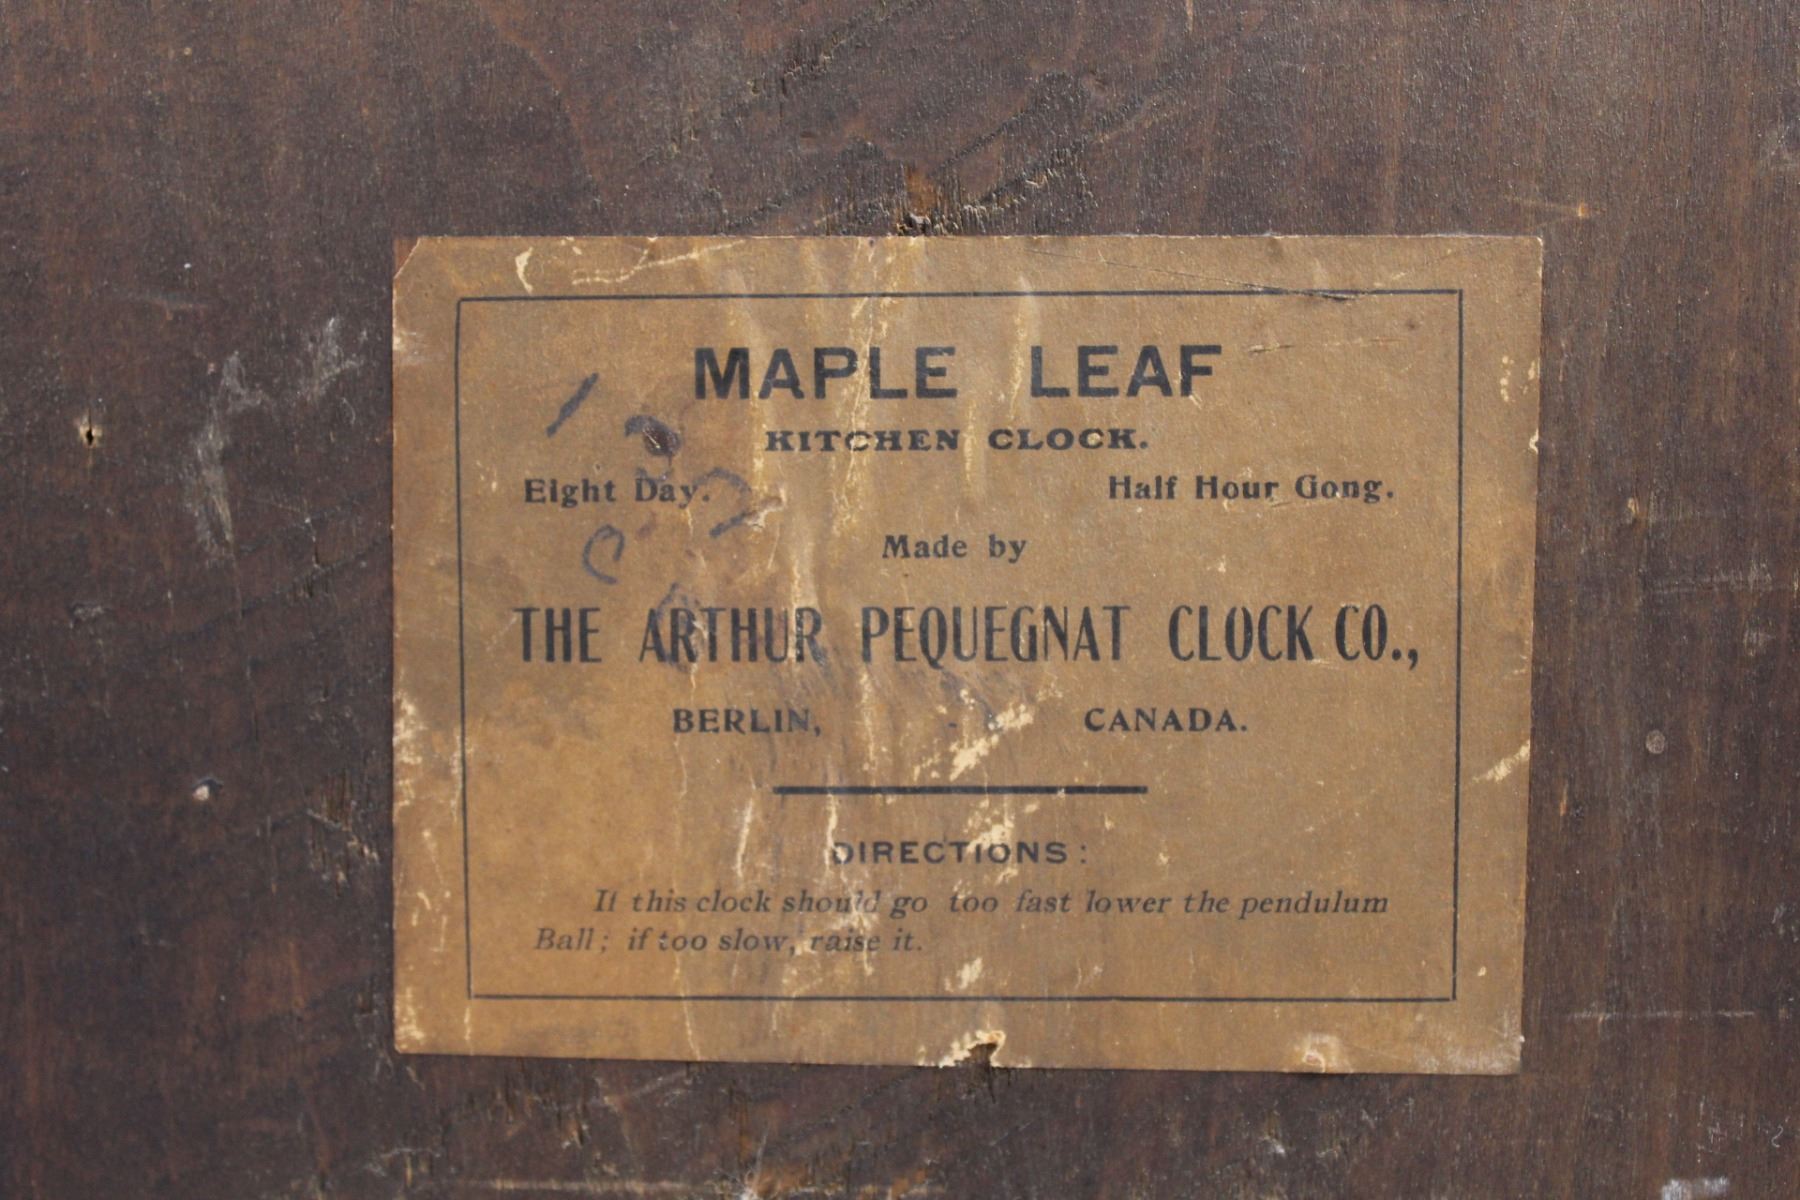 MAPLE LEAF
KITCHEN CLOCK.
Eight Day. Half Hour Gong.
Made by
THE ARTHUR PEQUEGNAT CLOCK CO.,
BERLIN, - CANADA.
DIRECTIONS:
If this clock should go too fast lower the pendulum
Ball; if too slow, raise it.